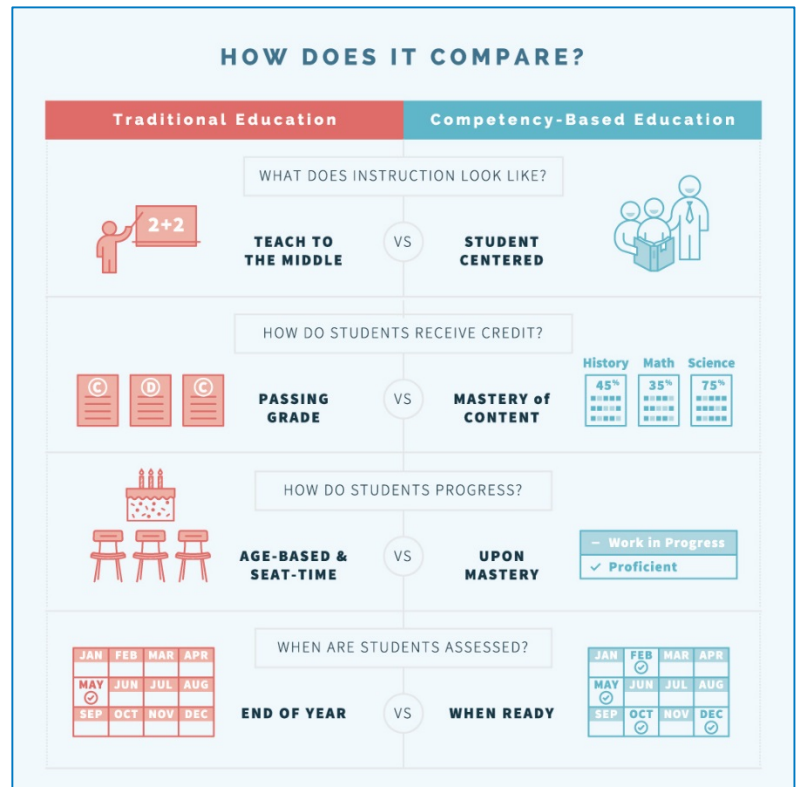 HOW DOES IT COMPARE?
Traditional Education
Competency-Based Education
WHAT DOES INSTRUCTION LOOK LIKE?
2+2
TEACH TO
THE MIDDLE
VS
STUDENT
CENTERED
HOW DO STUDENTS RECEIVE CREDIT?
C D C
PASSING
GRADE
VS
MASTERY of
CONTENT
History Math Science
45% 35% 75%
HOW DO STUDENTS PROGRESS?
AGE-BASED &
SEAT-TIME
VS
UPON
MASTERY
– Work in Progress
✓ Proficient
WHEN ARE STUDENTS ASSESSED?
JAN FEB MAR APR
MAY JUN JUL AUG
SEP OCT NOV DEC
END OF YEAR
VS
WHEN READY
JAN FEB MAR APR
MAY JUN JUL AUG
SEP OCT NOV DEC